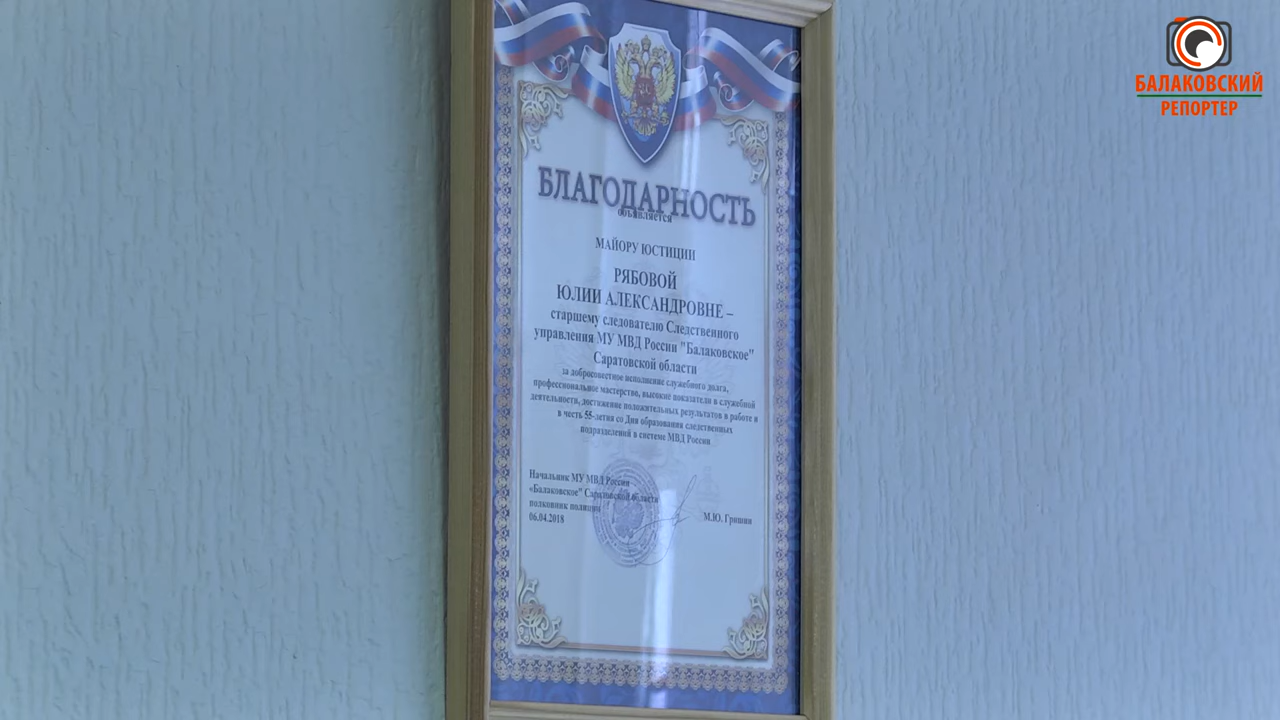 БАЛАКОВСКИЙ
РЕПОРТЕР
БЛАГОДАРНОСТЬ
объявляется
МАЙОРУ ЮСТИЦИИ
РЯБОВОЙ
ЮЛИИ АЛЕКСАНДРОВНЕ –
старшему следователю Следственного
управления МУ МВД России "Балаковское"
Саратовской области
за добросовестное исполнение служебного долга,
профессиональное мастерство, высокие показатели в служебной
деятельности, достижение положительных результатов в работе и
в честь 55-летия со Дня образования следственных
подразделений в системе МВД России
Начальник МУ МВД России
«Балаковское" Саратовской области
полковник полиции
06.04.2018
М.Ю. Гришин